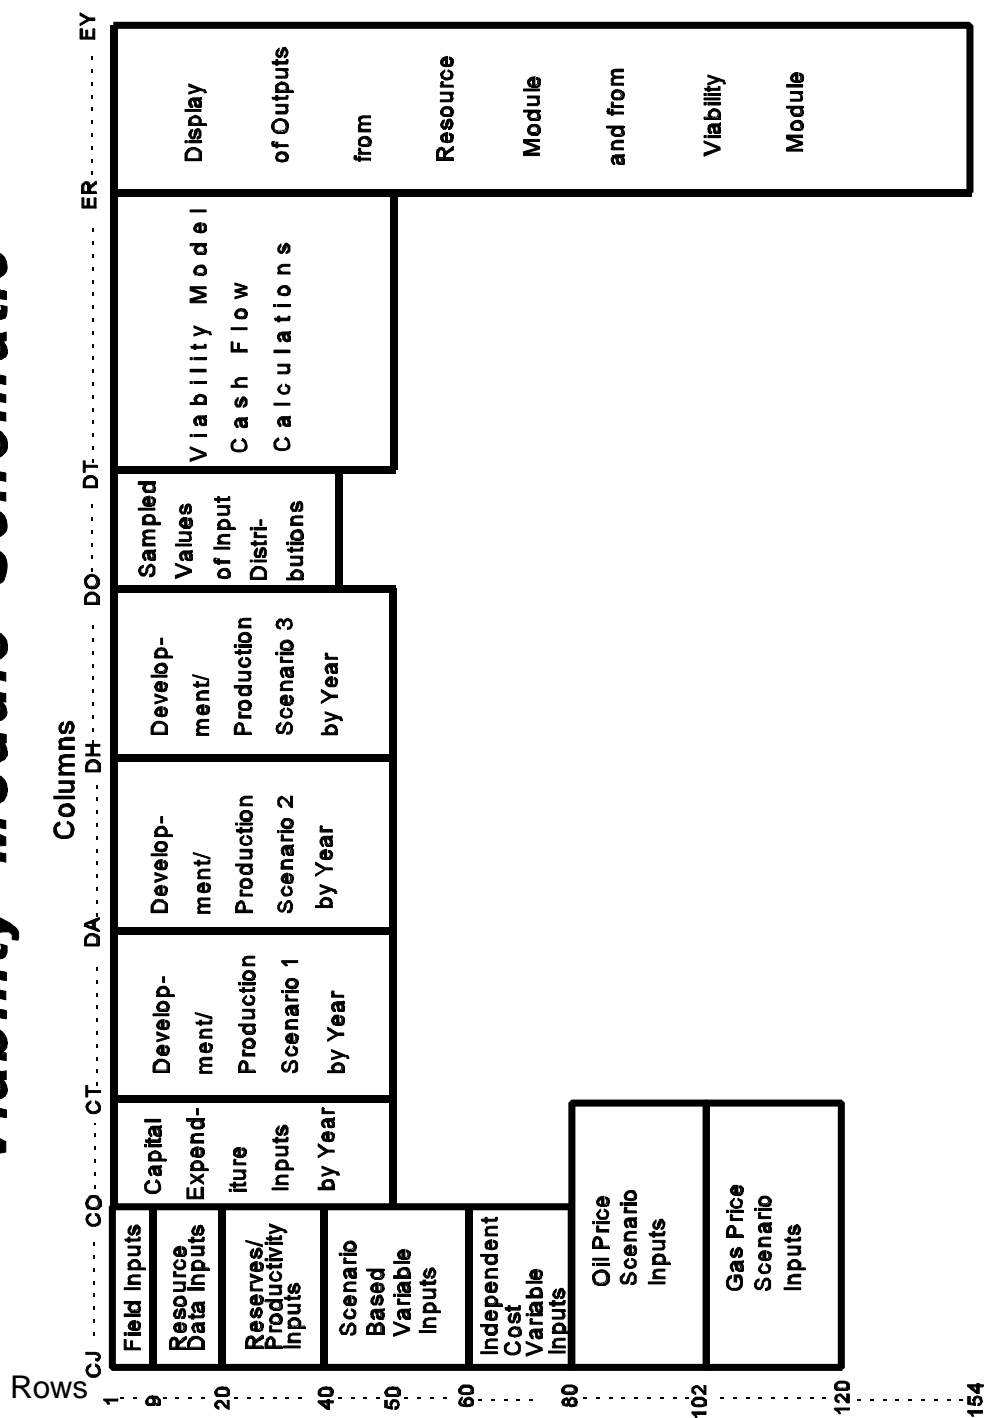 Viability Module Schematic
Columns
CJ CO CT DA DH DO DT ER EY
Rows
1
9
20
40
50
60
80
102
120
154
Field Inputs
Resource
Data Inputs
Reserves/
Productivity
Inputs
Scenario
Based
Variable
Inputs
Independent
Cost
Variable
Inputs
Oil Price
Scenario
Inputs
Gas Price
Scenario
Inputs
Capital
Expend-
iture
Inputs
by Year
Develop-
ment/
Production
Scenario 1
by Year
Develop-
ment/
Production
Scenario 2
by Year
Develop-
ment/
Production
Scenario 3
by Year
Sampled
Values
of Input
Distri-
butions
Viability Model
Cash Flow
Calculations
Display
of Outputs
from
Resource
Module
and from
Viability
Module